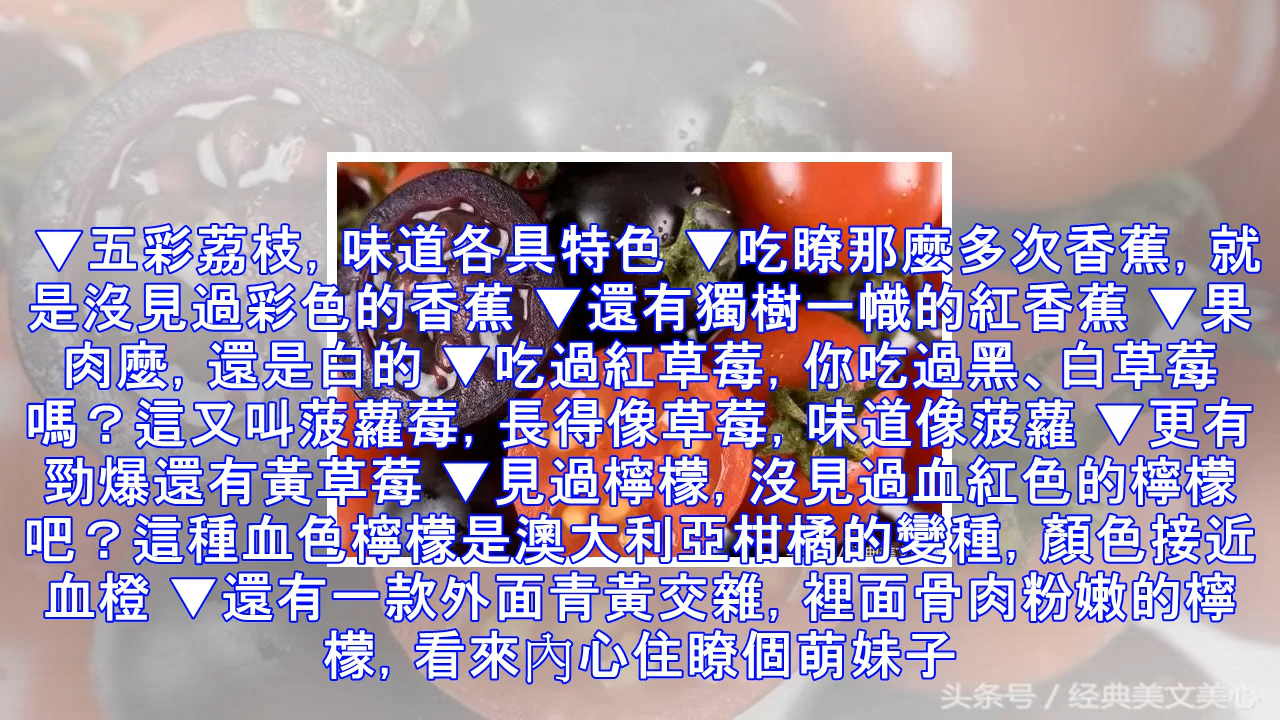 ▼五彩荔枝, 味道各具特色 ▼吃瞭那麼多次香蕉, 就
是沒見過彩色的香蕉 ▼還有獨樹一幟的紅香蕉 ▼果
肉麼, 還是白的 ▼吃過紅草莓, 你吃過黑、白草莓
嗎？這又叫菠蘿莓, 長得像草莓, 味道像菠蘿 ▼更有
勁爆還有黃草莓 ▼見過檸檬, 沒見過血紅色的檸檬
吧？這種血色檸檬是澳大利亞柑橘的變種, 顏色接近
血橙 ▼還有一款外面青黃交雜, 裡面骨肉粉嫩的檸
檬, 看來內心住瞭個萌妹子
头条号 / 经典美文美心